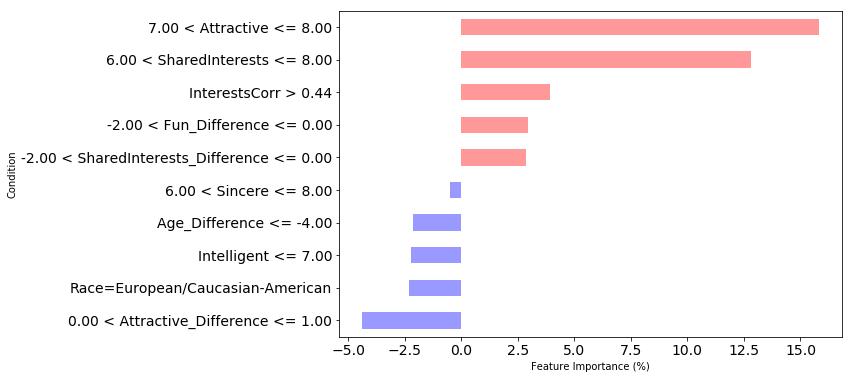 7.00 < Attractive <= 8.00
6.00 < SharedInterests <= 8.00
InterestsCorr > 0.44
-2.00 < Fun_Difference <= 0.00
-2.00 < SharedInterests_Difference <= 0.00
6.00 < Sincere <= 8.00
Age_Difference <= -4.00
Intelligent <= 7.00
Race=European/Caucasian-American
0.00 < Attractive_Difference <= 1.00
Condition
−5.0 −2.5 0.0 2.5 5.0 7.5 10.0 12.5 15.0
Feature Importance (%)